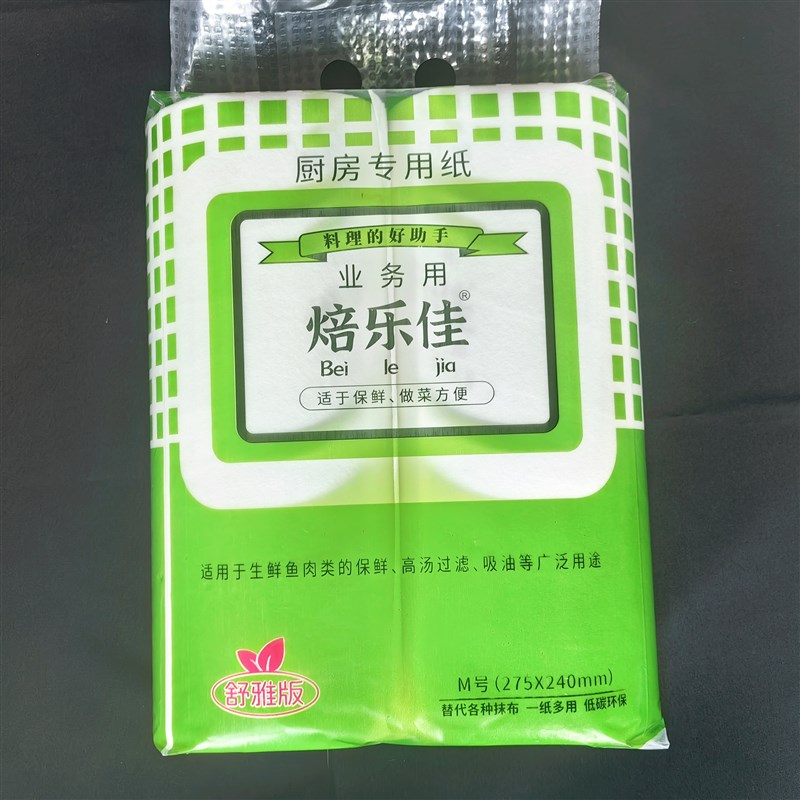 厨房专用纸
料理的好助手
业务用
焙乐佳®
Bei le jia
适于保鲜、做菜方便
适用于生鲜鱼肉类的保鲜、高汤过滤、吸油等广泛用途
舒雅版
M号(275X240mm)
替代各种抹布 一纸多用 低碳环保